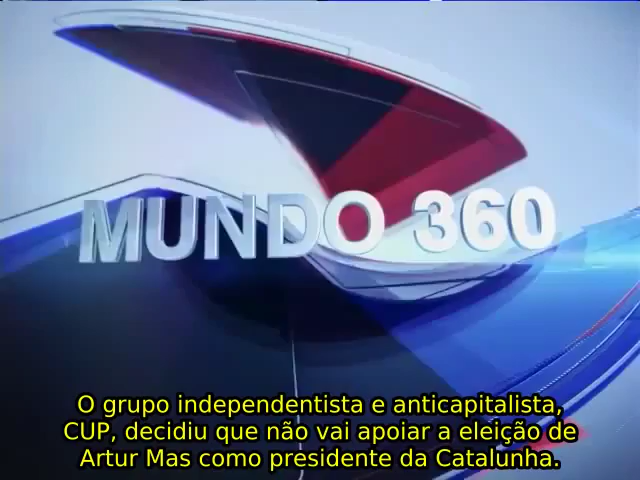 MUNDO 360
O grupo independentista e anticapitalista,
CUP, decidiu que não vai apoiar a eleição de
Artur Mas como presidente da Catalunha.